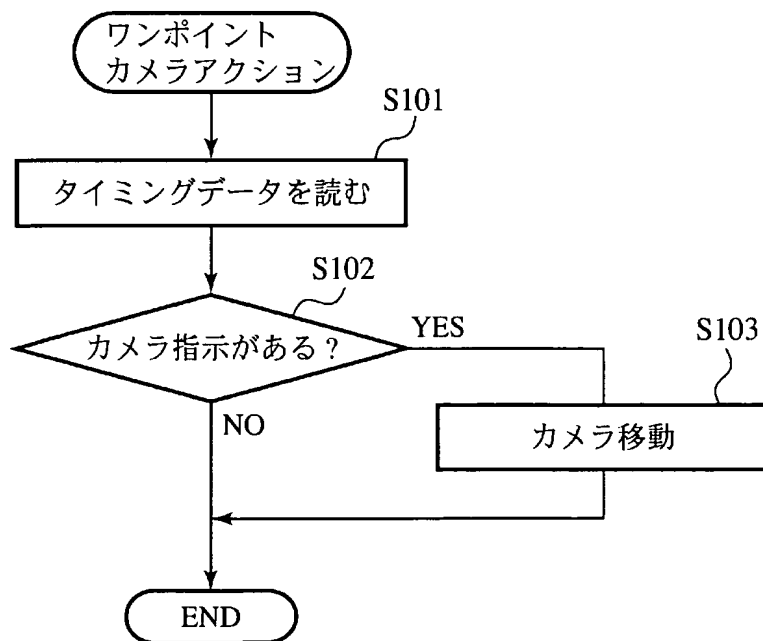 ワンポイント
カメラアクション
S101
タイミングデータを読む
S102
カメラ指示がある?
YES
S103
カメラ移動
NO
END